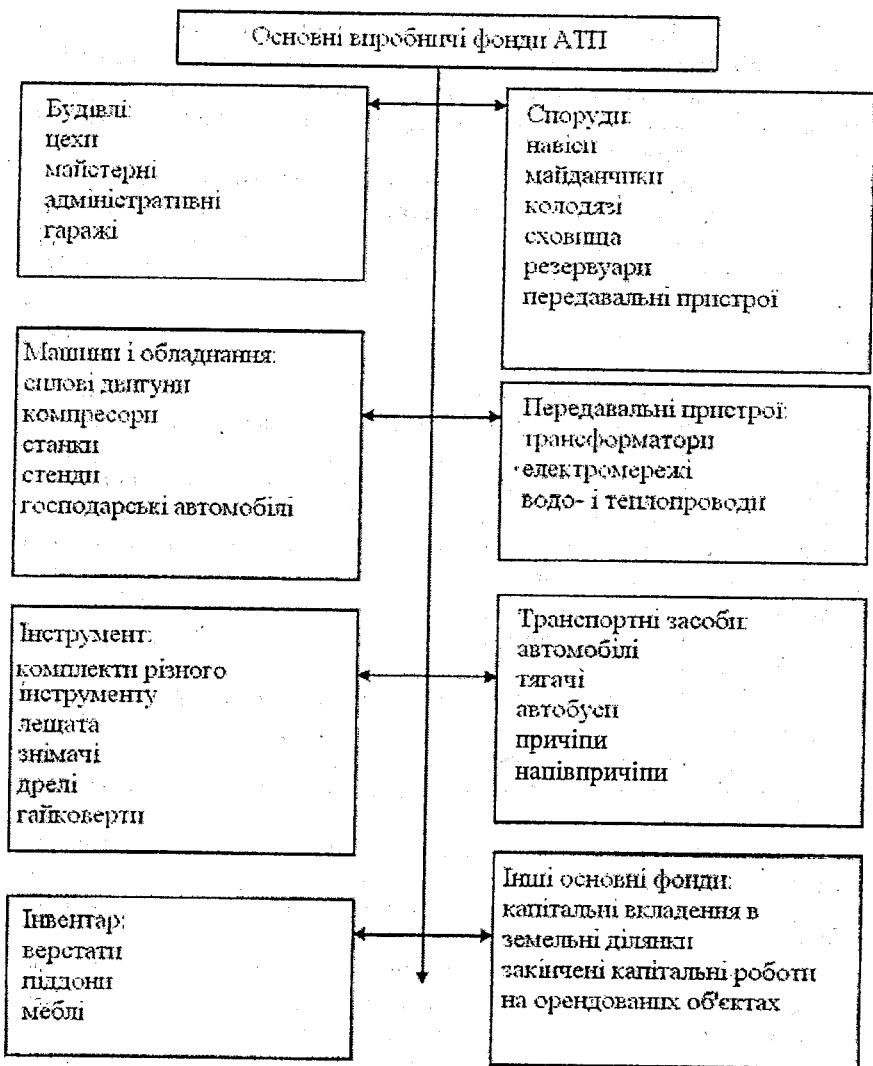 Основні виробничі фонди АТП
Будівлі:
цехи
майстерні
адміністративні
гаражі
Споруди:
навіси
майданчики
колодязі
сховища
резервуари
передавальні пристрої
Машини і обладнання:
силові двигуни
компресори
станки
стенди
господарські автомобілі
Передавальні пристрої:
трансформатори
електромережі
водо- і теплопроводи
Інструмент:
комплекти різного
інструменту
лещата
знімачі
дрелі
гайковерти
Транспортні засоби:
автомобілі
тягачі
автобуси
причіпи
напівпричіпи
Інвентар:
верстати
піддони
меблі
Інші основні фонди:
капітальні вкладення в
земельні ділянки
закінчені капітальні роботи
на орендованих об'єктах